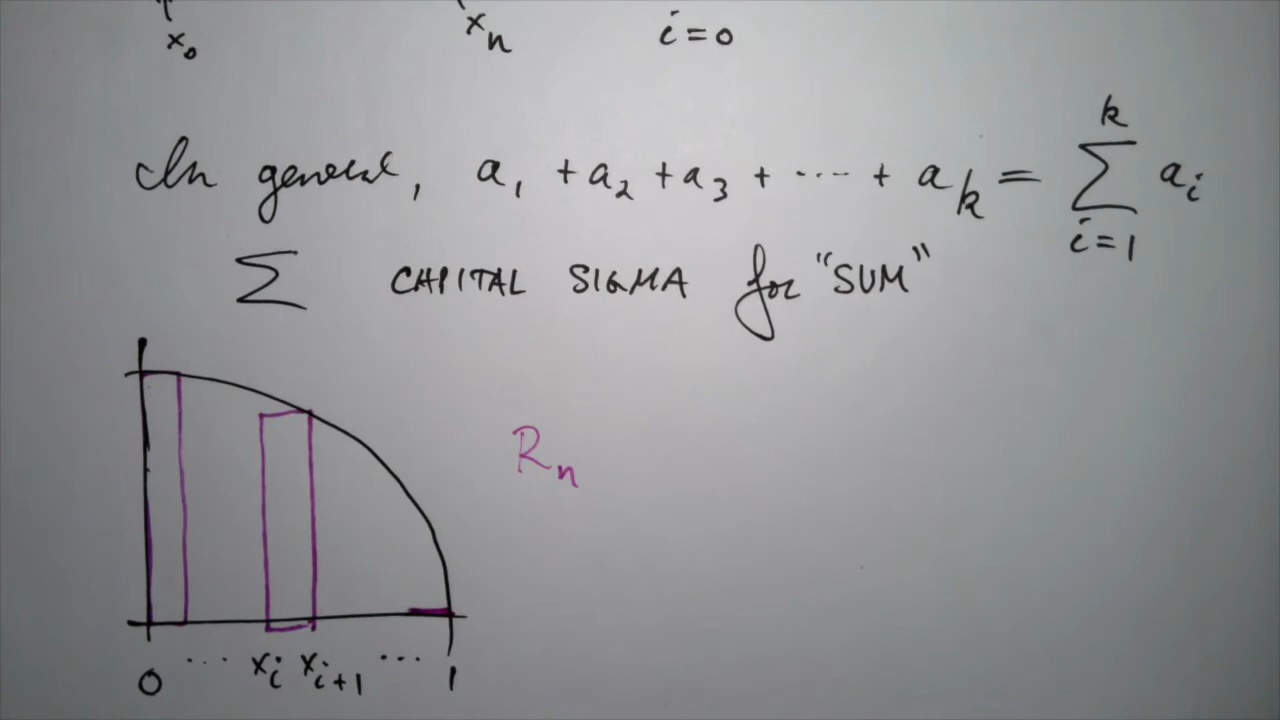 x₀ xₙ i=0
In general, a₁ + a₂ + a₃ + ···· + aₖ = ∑ᵢ₌₁ᵏ aᵢ
∑ CAPITAL SIGMA for "SUM"
Rₙ
0 ··· xᵢ xᵢ₊₁ ··· 1